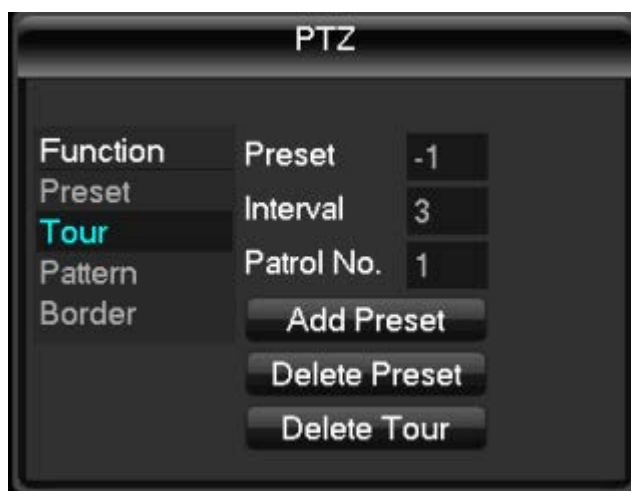 PTZ
Function
Preset
Tour
Pattern
Border
Preset -1
Interval 3
Patrol No. 1
Add Preset
Delete Preset
Delete Tour